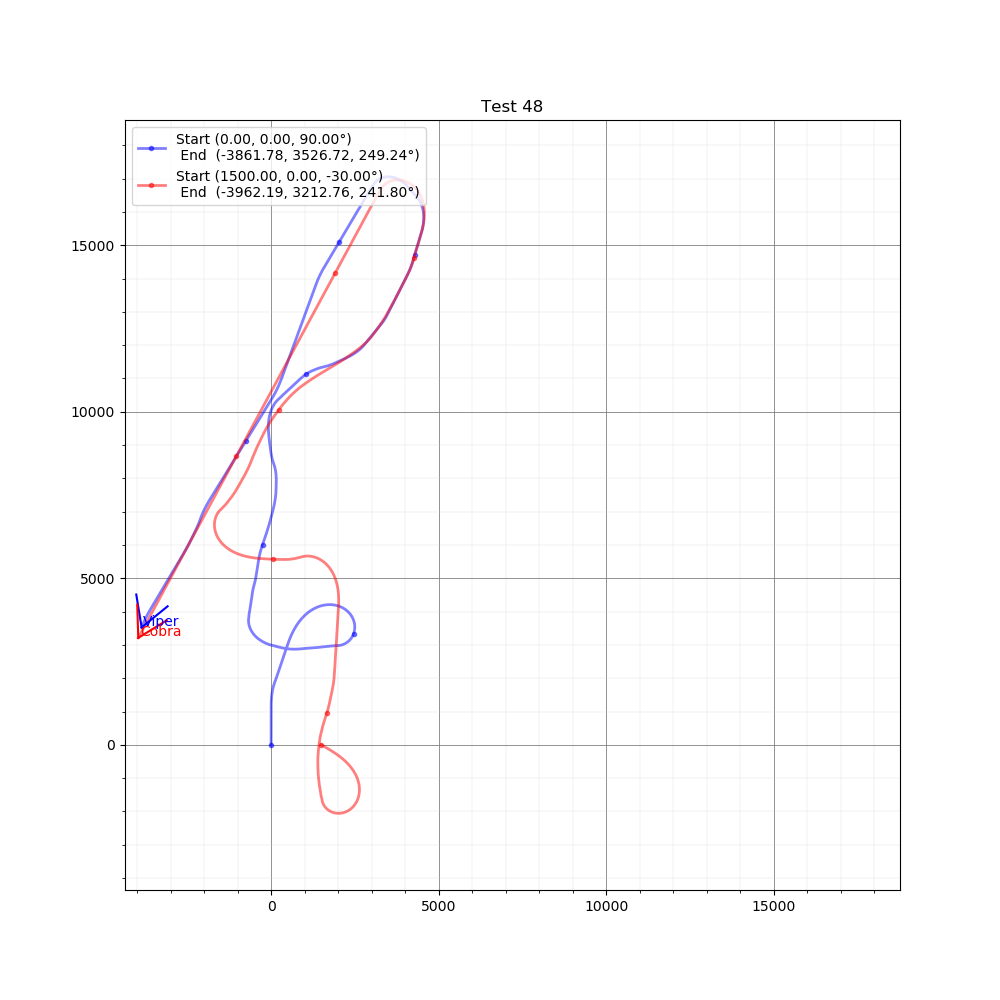 Test 48
Start (0.00, 0.00, 90.00°)
End (-3861.78, 3526.72, 249.24°)
Start (1500.00, 0.00, -30.00°)
End (-3962.19, 3212.76, 241.80°)
15000
10000
5000
0
Viper
Cobra
0
5000
10000
15000